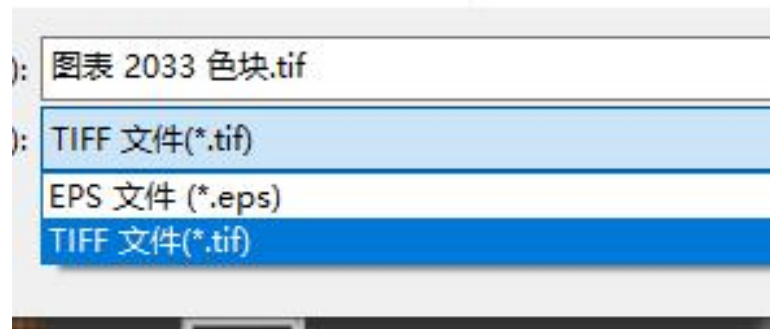 ): 图表 2033 色块.tif
): TIFF 文件(*.tif)
EPS 文件 (*.eps)
TIFF 文件(*.tif)